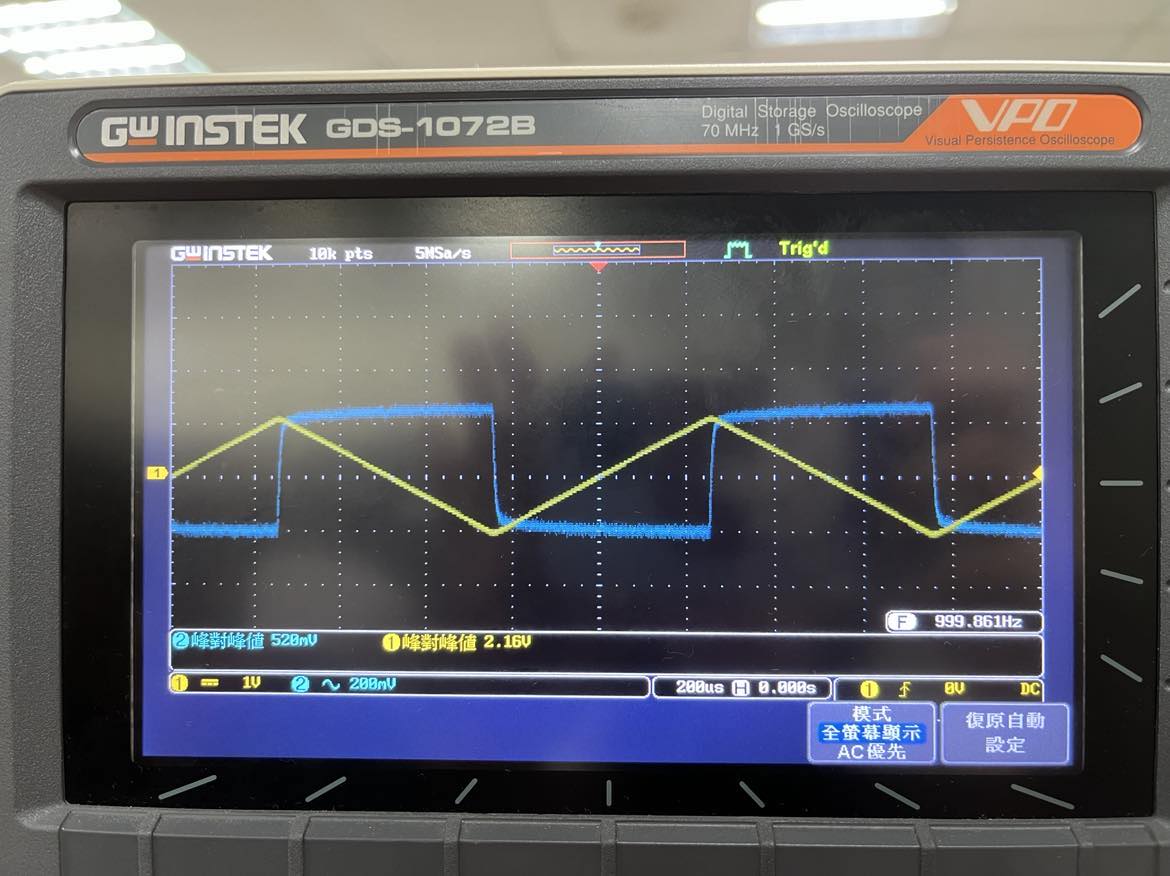 GW INSTEK GDS-1072B Digital Storage Oscilloscope VPO
70 MHz 1 GS/s Visual Persistence Oscilloscope
GW INSTEK 10k pts 5MSa/s Trig'd
1
F 999.861Hz
2 峰對峰值 520mV 1 峰對峰值 2.16V
1 1V 2 200mV 200us H 0.000s 1 0V DC
模式
全螢幕顯示
AC優先
復原自動
設定